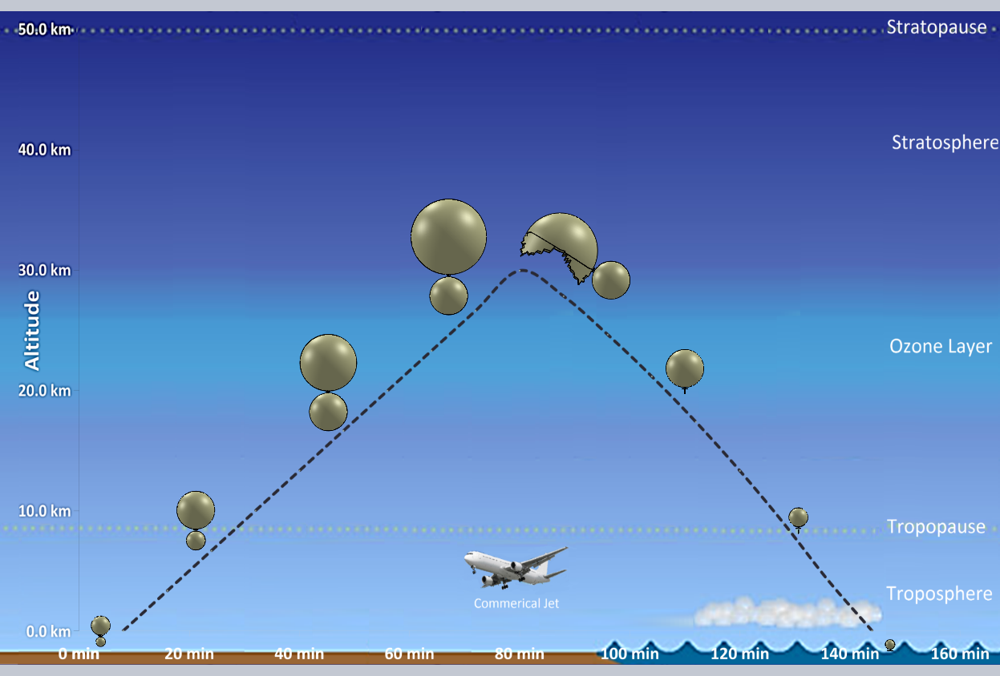 50.0 km
Stratopause
40.0 km
Stratosphere
30.0 km
Altitude
Ozone Layer
20.0 km
10.0 km
Tropopause
Troposphere
Commerical Jet
0.0 km
0 min 20 min 40 min 60 min 80 min 100 min 120 min 140 min 160 min